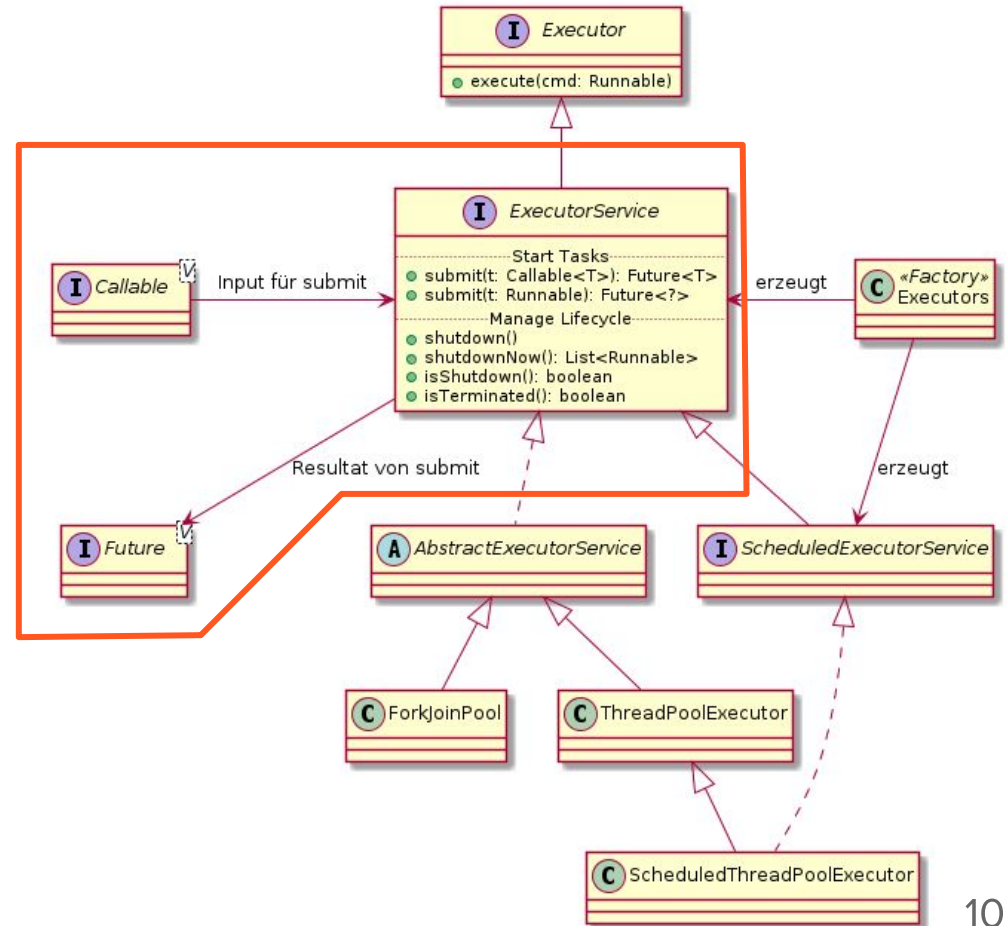 I Executor
execute(cmd: Runnable)
I ExecutorService
Start Tasks
submit(t: Callable<T>): Future<T>
submit(t: Runnable): Future<?>
Manage Lifecycle
shutdown()
shutdownNow(): List<Runnable>
isShutdown(): boolean
isTerminated(): boolean
I Callable V
Input für submit
erzeugt
C «Factory»
Executors
Resultat von submit
erzeugt
I Future V
A AbstractExecutorService
I ScheduledExecutorService
C ForkJoinPool
C ThreadPoolExecutor
C ScheduledThreadPoolExecutor
10